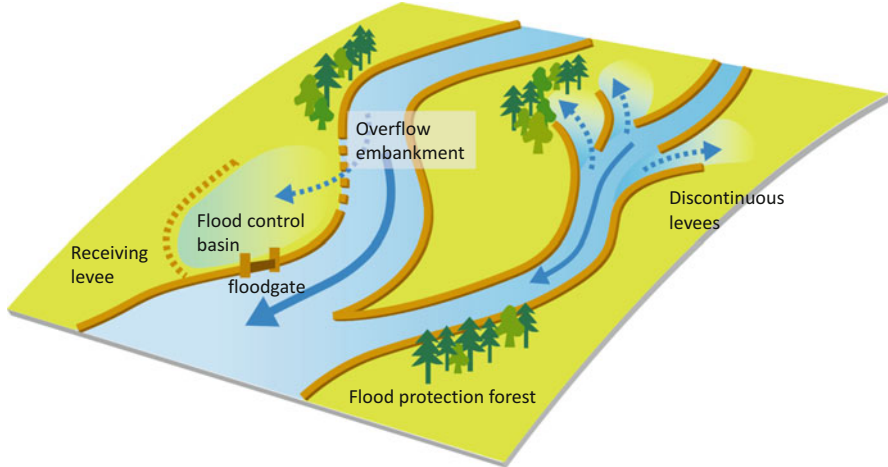 Overflow
embankment
Flood control
basin
Receiving
levee
floodgate
Discontinuous
levees
Flood protection forest